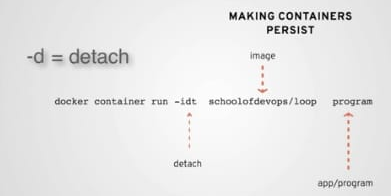 MAKING CONTAINERS
PERSIST
-d = detach
image
docker container run -idt schoolofdevops/loop program
detach
app/program